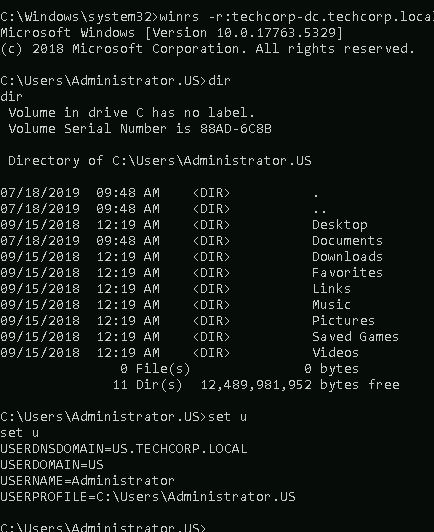 C:\Windows\system32>winrs -r:techcorp-dc.techcorp.local
Microsoft Windows [Version 10.0.17763.5329]
(c) 2018 Microsoft Corporation. All rights reserved.
C:\Users\Administrator.US>dir
dir
Volume in drive C has no label.
Volume Serial Number is 88AD-6C8B
Directory of C:\Users\Administrator.US
07/18/2019  09:48 AM    <DIR>          .
07/18/2019  09:48 AM    <DIR>          ..
09/15/2018  12:19 AM    <DIR>          Desktop
07/18/2019  09:48 AM    <DIR>          Documents
09/15/2018  12:19 AM    <DIR>          Downloads
09/15/2018  12:19 AM    <DIR>          Favorites
09/15/2018  12:19 AM    <DIR>          Links
09/15/2018  12:19 AM    <DIR>          Music
09/15/2018  12:19 AM    <DIR>          Pictures
09/15/2018  12:19 AM    <DIR>          Saved Games
09/15/2018  12:19 AM    <DIR>          Videos
0 File(s)              0 bytes
11 Dir(s)  12,489,981,952 bytes free
C:\Users\Administrator.US>set u
set u
USERDNSDOMAIN=US.TECHCORP.LOCAL
USERDOMAIN=US
USERNAME=Administrator
USERPROFILE=C:\Users\Administrator.US
C:\Users\Administrator.US>